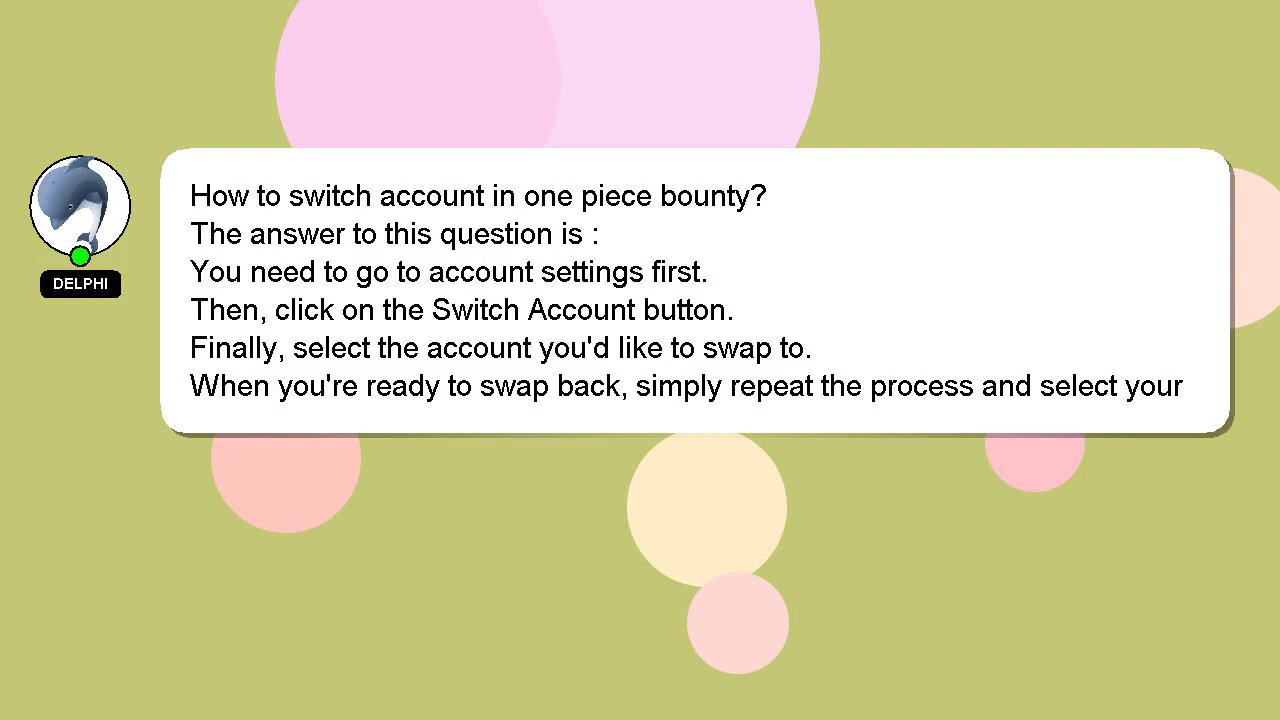 How to switch account in one piece bounty?
The answer to this question is :
You need to go to account settings first.
Then, click on the Switch Account button.
Finally, select the account you'd like to swap to.
When you're ready to swap back, simply repeat the process and select your
DELPHI